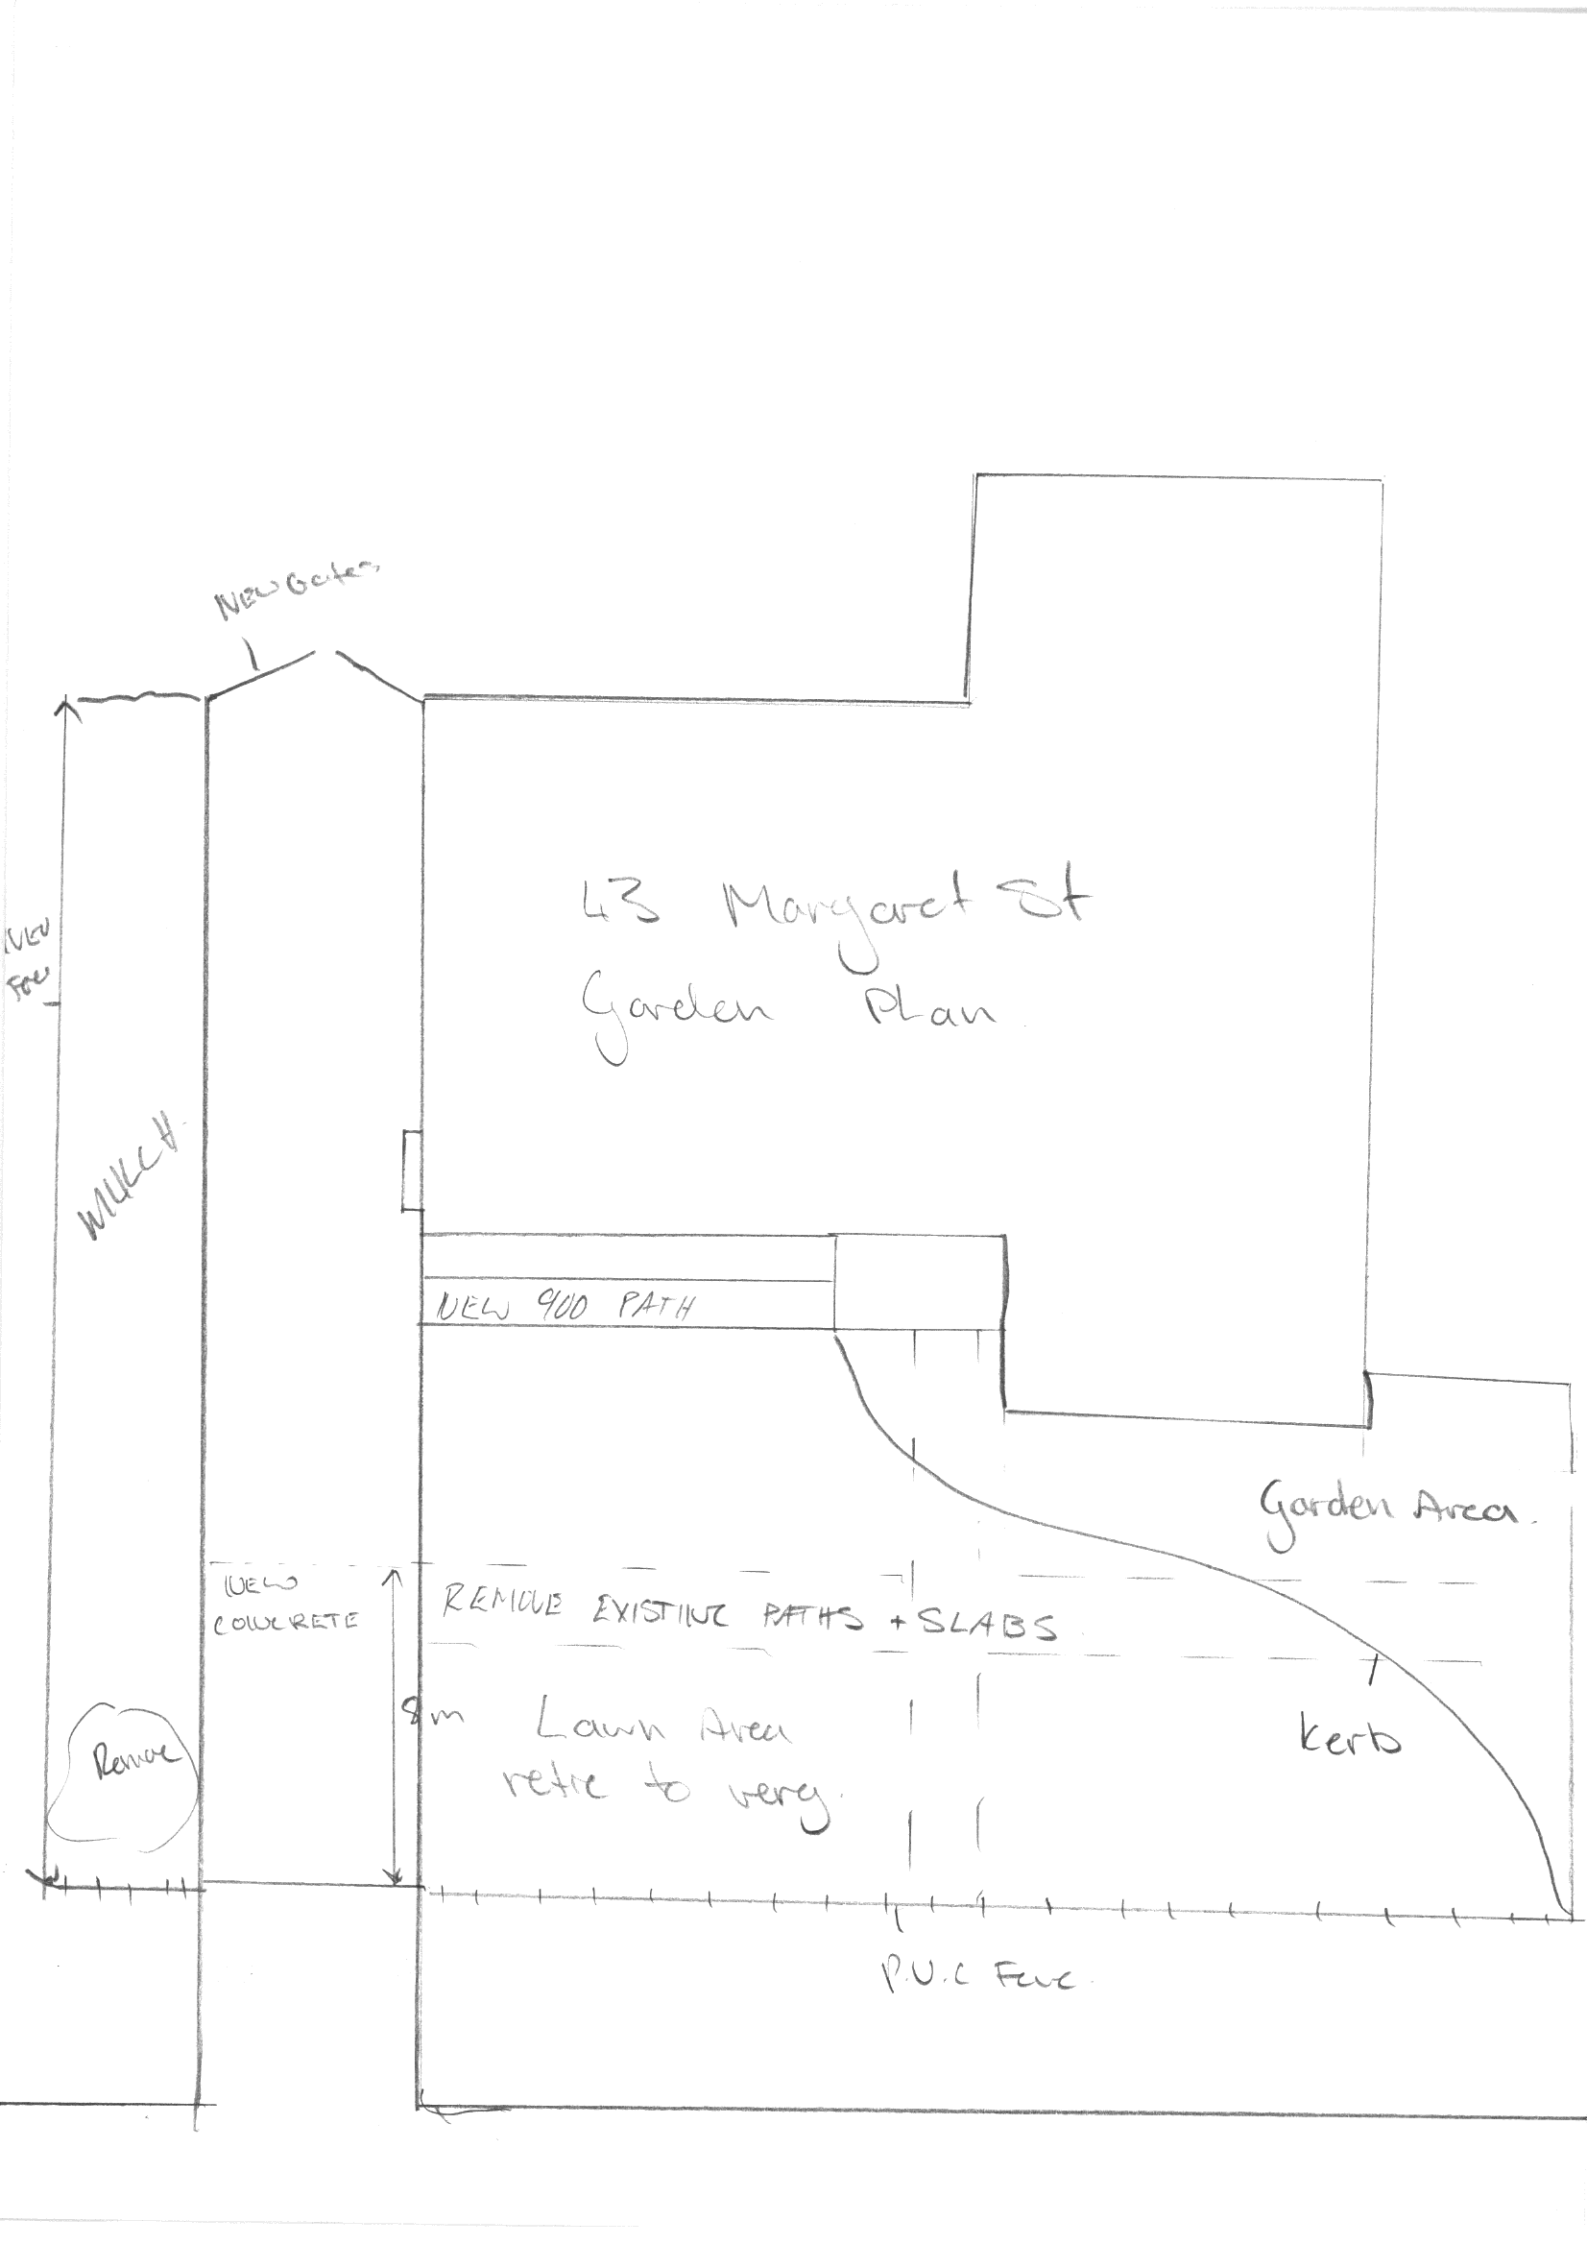 NEW Gates
43 Margaret St
Garden Plan
NEW
MULCH
NEW 900 PATH
Garden Area.
NEW
CONCRETE
REMOVE EXISTING PATHS + SLABS
8m
Lawn Area
retic to verg.
Remove
Kerb
P.V.C Fence